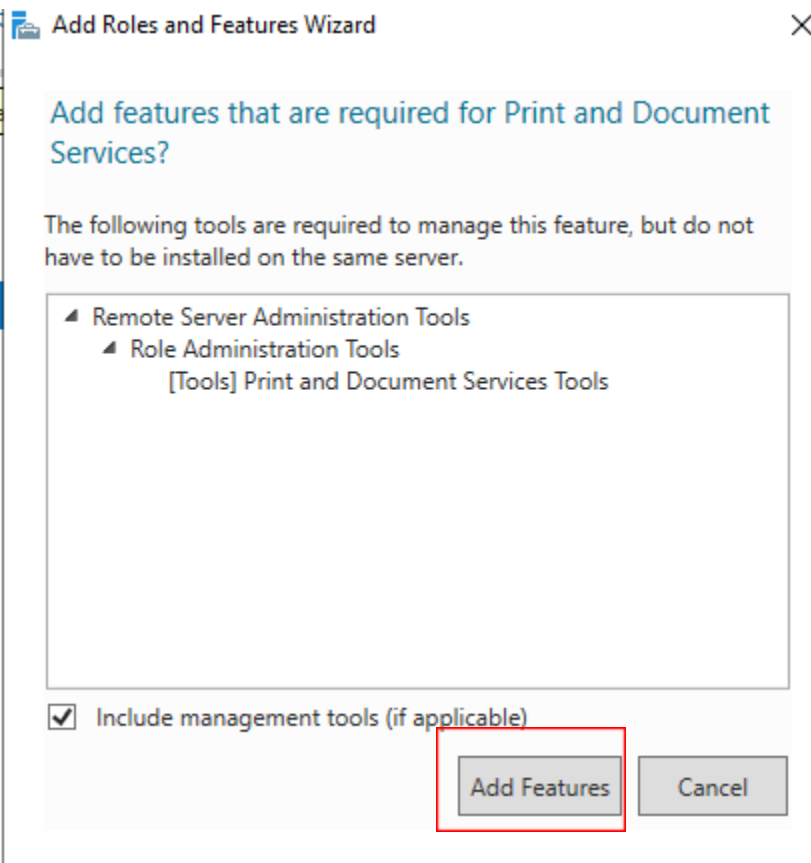 Add Roles and Features Wizard
Add features that are required for Print and Document
Services?
The following tools are required to manage this feature, but do not
have to be installed on the same server.
Remote Server Administration Tools
Role Administration Tools
[Tools] Print and Document Services Tools
Include management tools (if applicable)
Add Features
Cancel